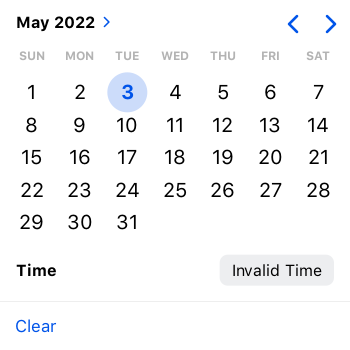 May 2022
SUN MON TUE WED THU FRI SAT
1 2 3 4 5 6 7
8 9 10 11 12 13 14
15 16 17 18 19 20 21
22 23 24 25 26 27 28
29 30 31
Time Invalid Time
Clear